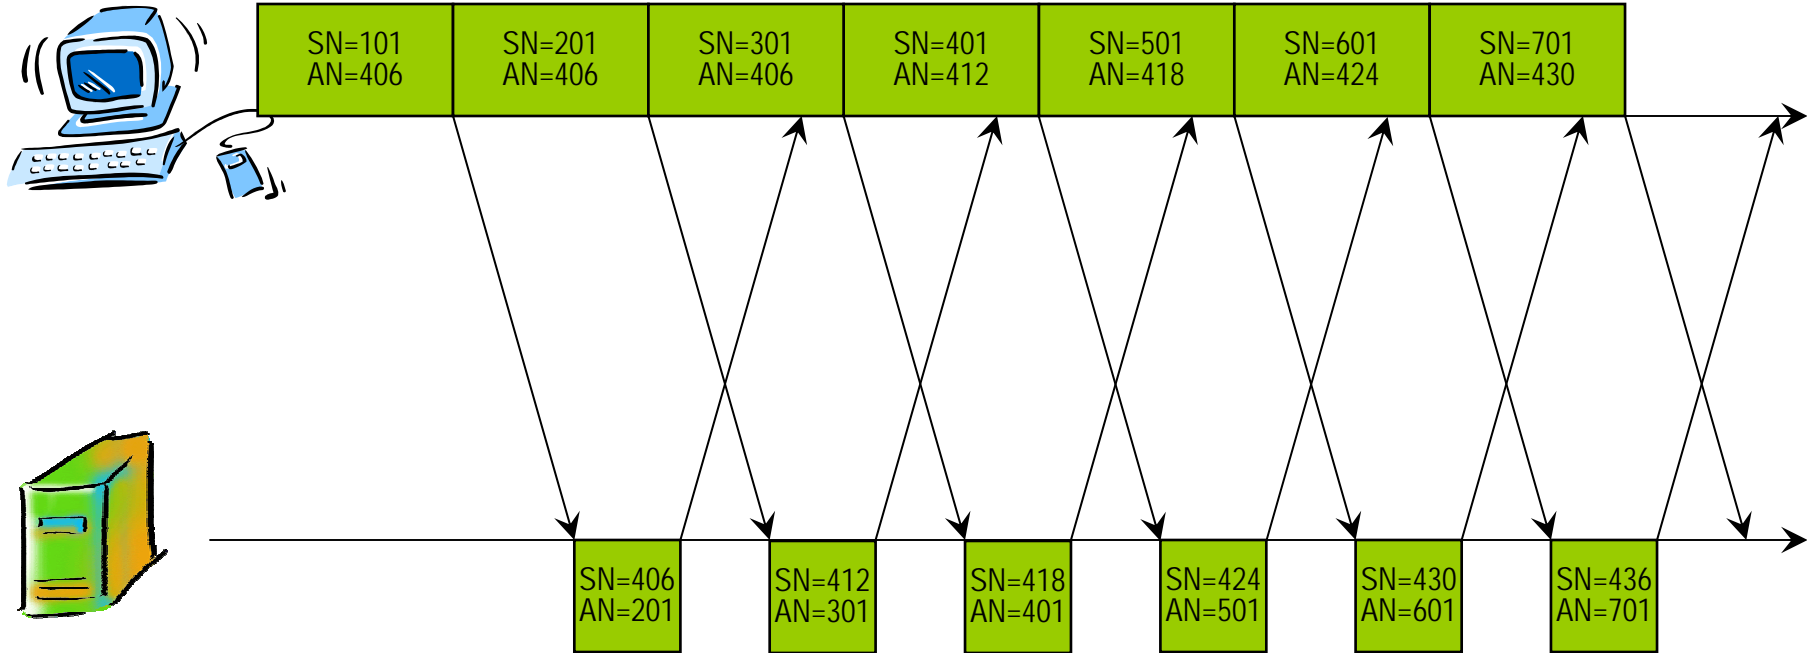 SN=101
AN=406
SN=201
AN=406
SN=301
AN=406
SN=401
AN=412
SN=501
AN=418
SN=601
AN=424
SN=701
AN=430
SN=406
AN=201
SN=412
AN=301
SN=418
AN=401
SN=424
AN=501
SN=430
AN=601
SN=436
AN=701